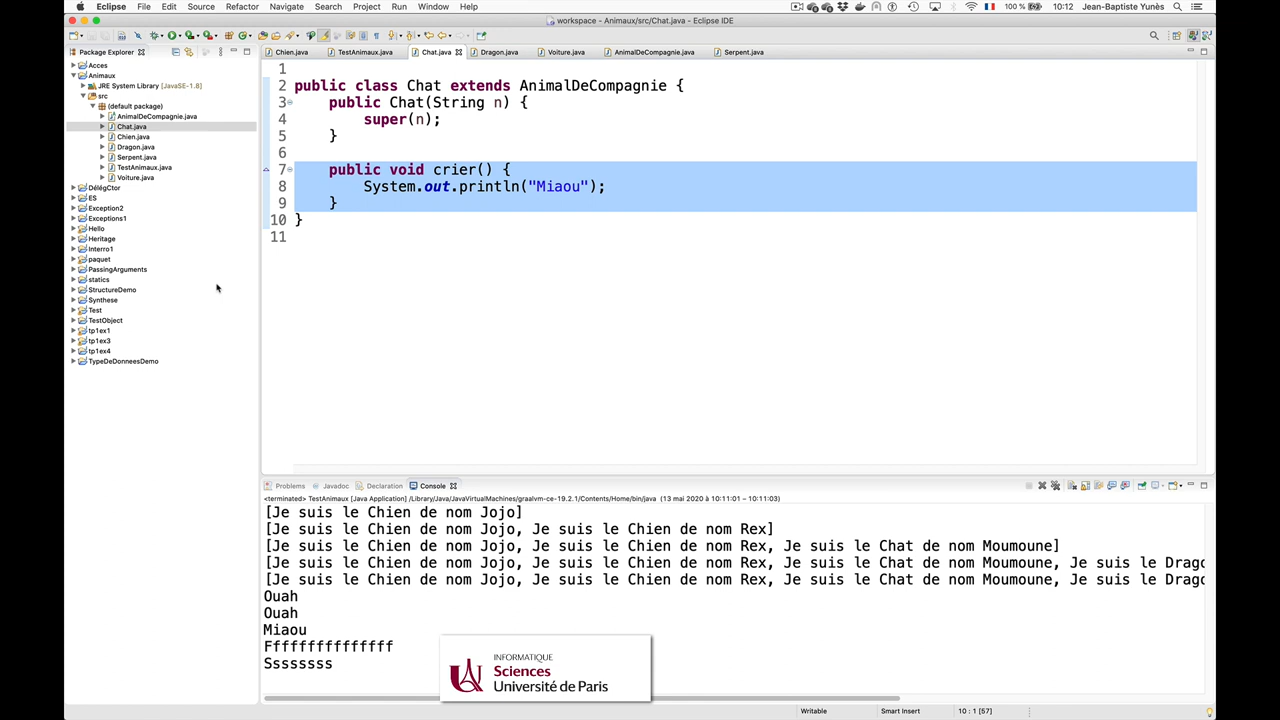 Eclipse File Edit Source Refactor Navigate Search Project Run Window Help 100 % 10:12 Jean-Baptiste Yunès
workspace - Animaux/src/Chat.java - Eclipse IDE
Package Explorer
Acces
Animaux
JRE System Library [JavaSE-1.8]
src
(default package)
AnimalDeCompagnie.java
Chat.java
Chien.java
Dragon.java
Serpent.java
TestAnimaux.java
Voiture.java
DélégCtor
ES
Exception2
Exceptions1
Hello
Heritage
Interro1
paquet
PassingArguments
statics
StructureDemo
Synthese
Test
TestObject
tp1ex1
tp1ex3
tp1ex4
TypeDeDonneesDemo
Chien.java TestAnimaux.java Chat.java Dragon.java Voiture.java AnimalDeCompagnie.java Serpent.java
1
2 public class Chat extends AnimalDeCompagnie {
3 public Chat(String n) {
4 super(n);
5 }
6
7 public void crier() {
8 System.out.println("Miaou");
9 }
10 }
11
Problems Javadoc Declaration Console
<terminated> TestAnimaux [Java Application] /Library/Java/JavaVirtualMachines/graalvm-ce-19.2.1/Contents/Home/bin/java (13 mai 2020 à 10:11:01 – 10:11:03)
[Je suis le Chien de nom Jojo]
[Je suis le Chien de nom Jojo, Je suis le Chien de nom Rex]
[Je suis le Chien de nom Jojo, Je suis le Chien de nom Rex, Je suis le Chat de nom Moumoune]
[Je suis le Chien de nom Jojo, Je suis le Chien de nom Rex, Je suis le Chat de nom Moumoune, Je suis le Drago
[Je suis le Chien de nom Jojo, Je suis le Chien de nom Rex, Je suis le Chat de nom Moumoune, Je suis le Drago
Ouah
Ouah
Miaou
Ffffffffffffff
Ssssssss
INFORMATIQUE
Sciences
Université de Paris
Writable Smart Insert 10 : 1 [57]